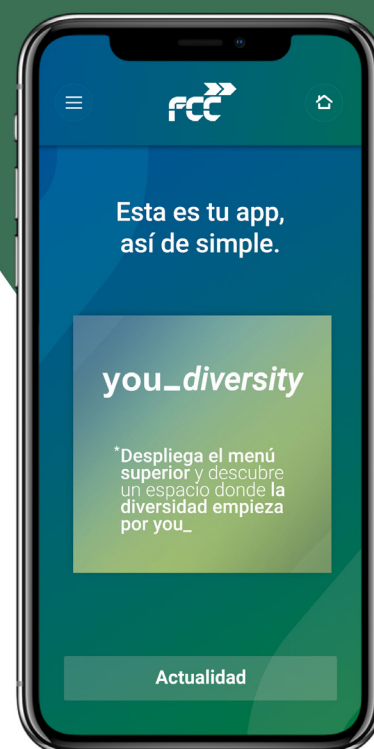 FCC
Esta es tu app,
así de simple.
you_diversity
*Despliega el menú
superior y descubre
un espacio donde la
diversidad empieza
por you_
Actualidad